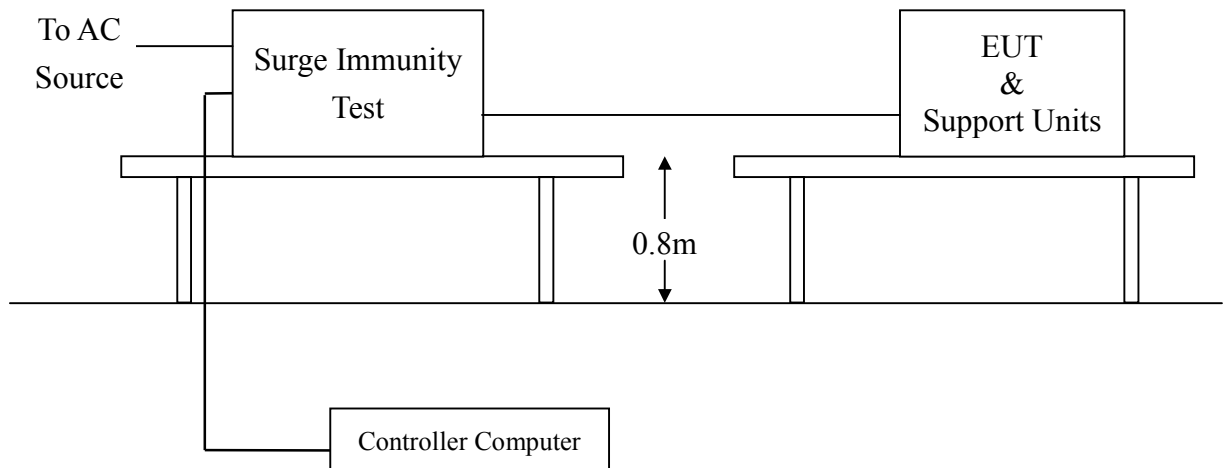 To AC
Source
Surge Immunity
Test
EUT
&
Support Units
0.8m
Controller Computer